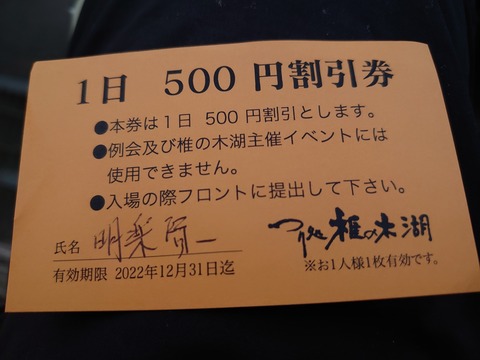 1日 500円割引券
●本券は1日 500円割引とします。
●例会及び椎の木湖主催イベントには
使用できません。
●入場の際フロントに提出して下さい。
氏名 明楽
つり処 椎の木湖
有効期限 2022年12月31日迄
※お1人様1枚有効です。